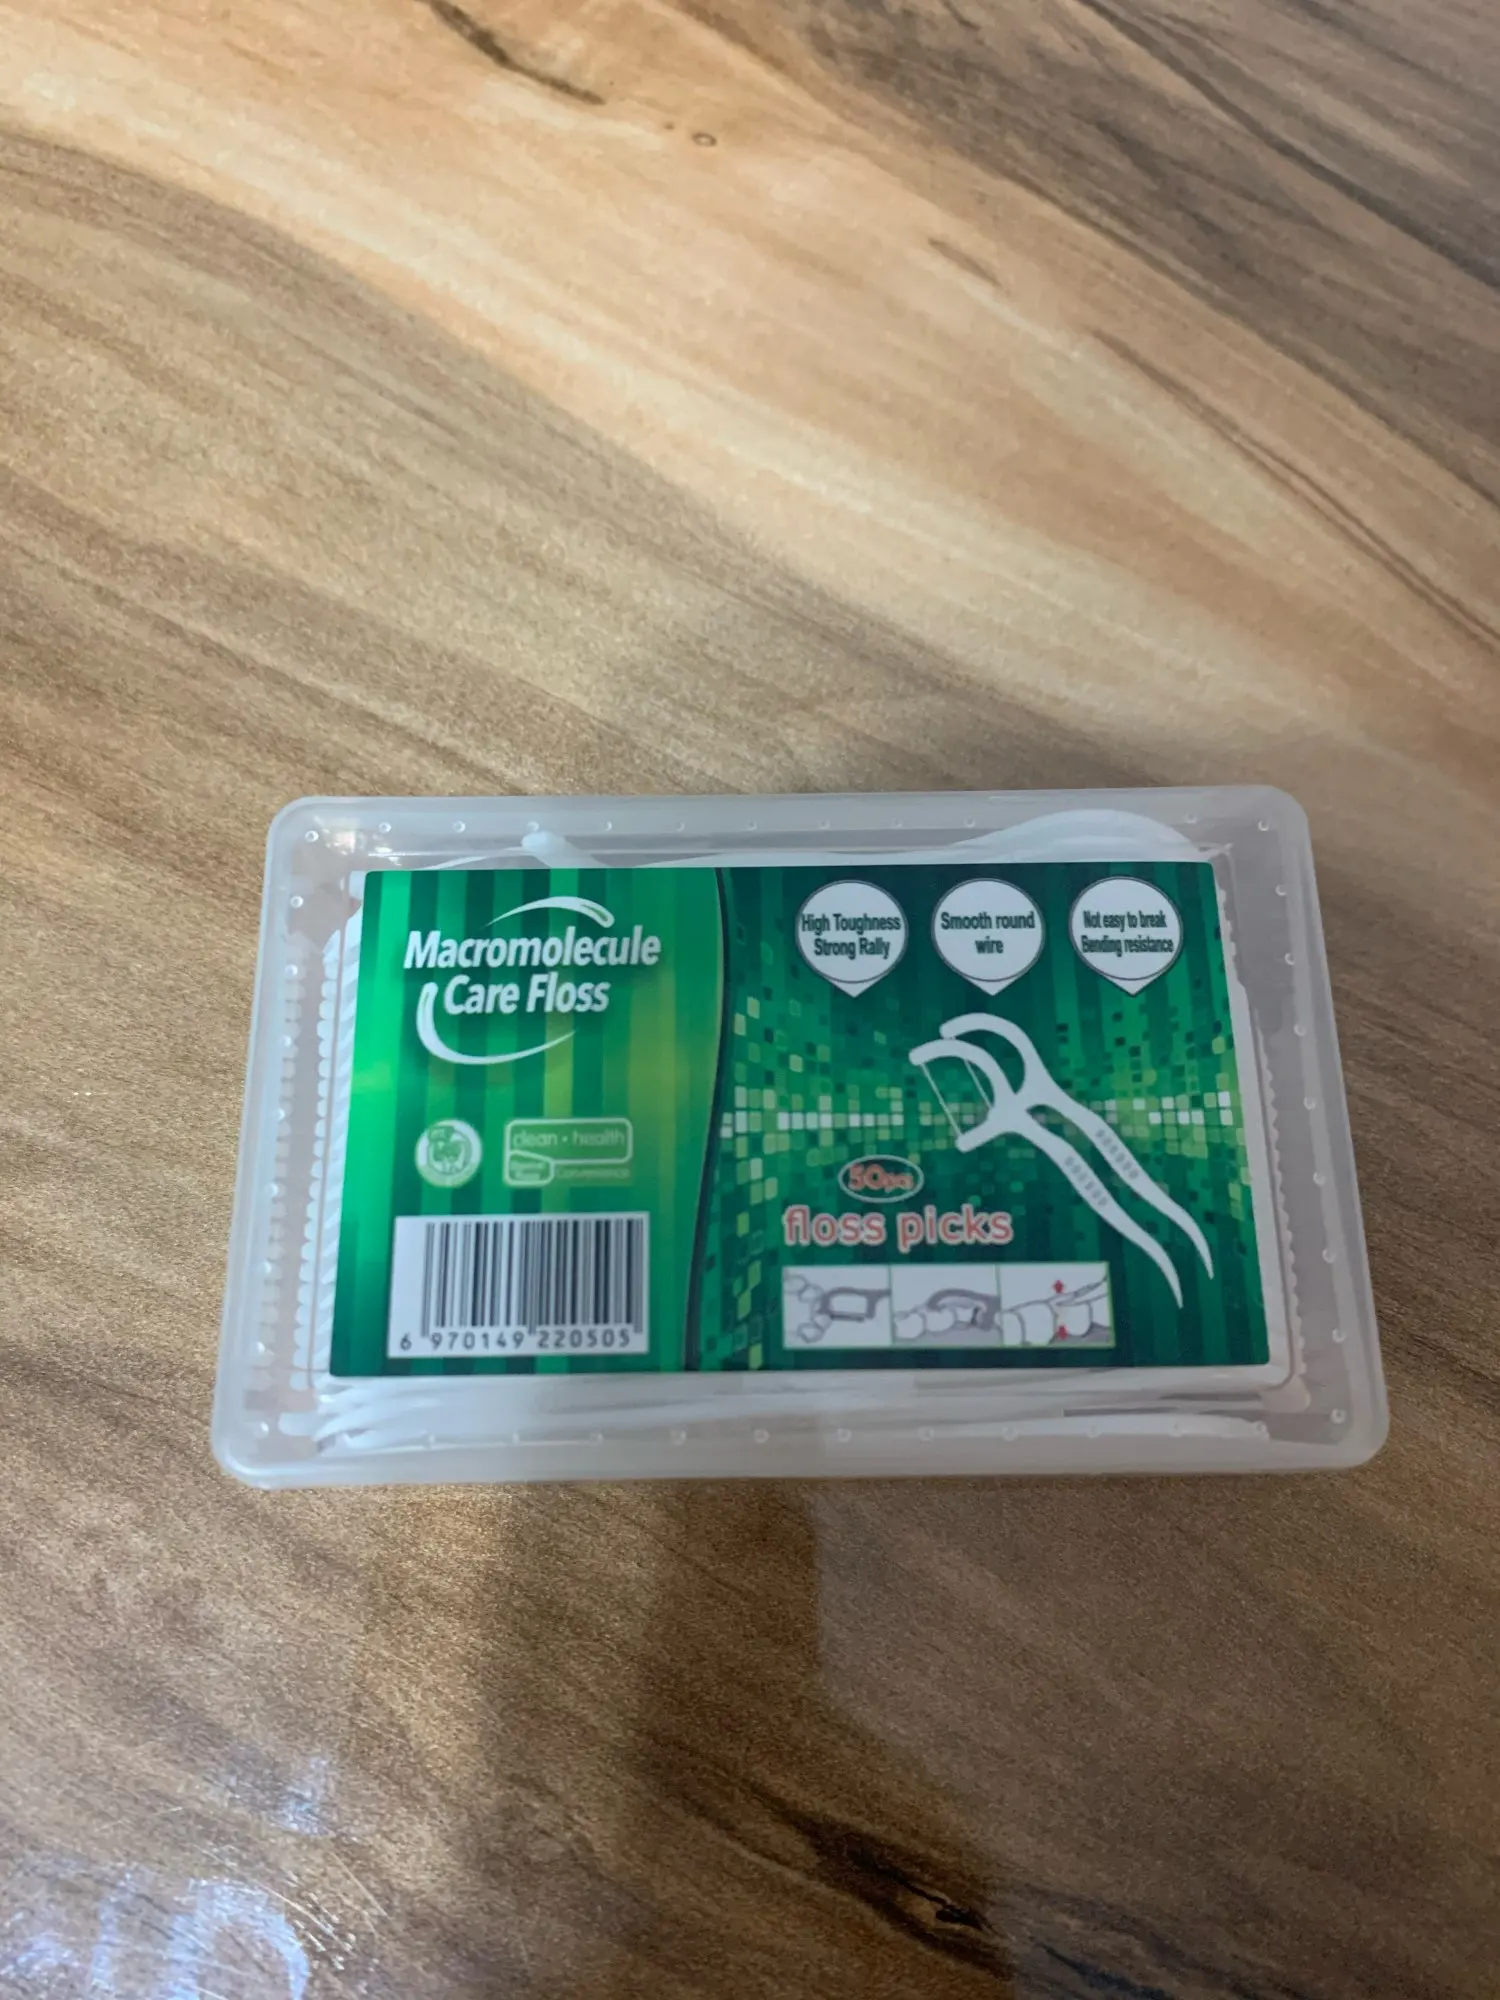 Macromolecule
Care Floss
clean • health
Convenience
6 970149 220505
High Toughness
Strong Rally
Smooth round
wire
Not easy to break
Bending resistance
50pcs
floss picks